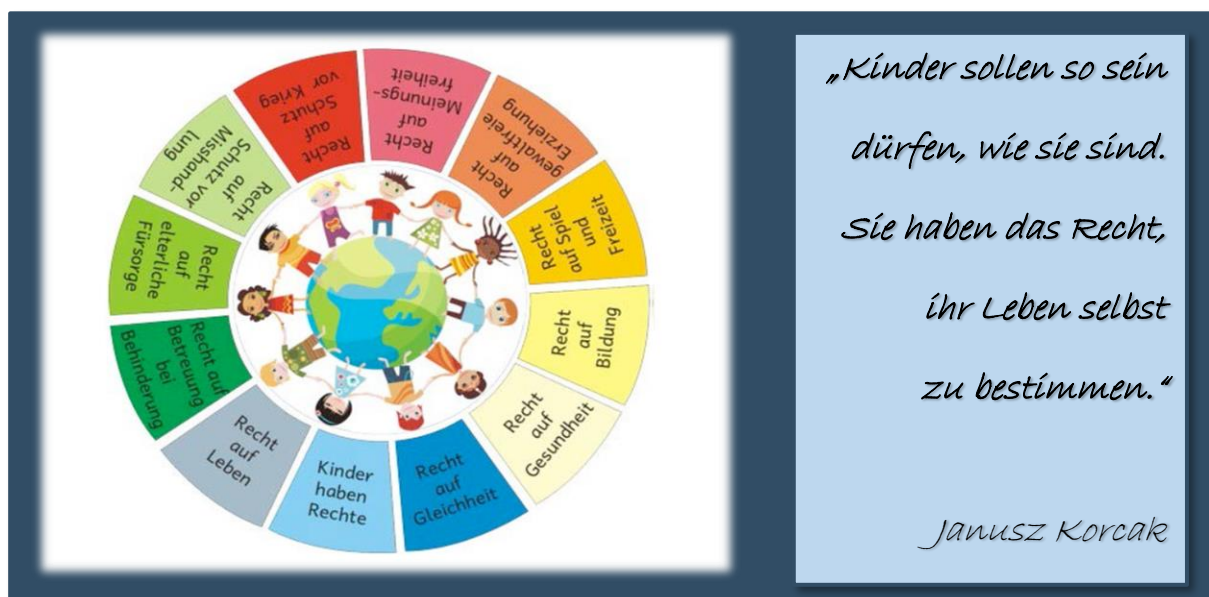 Recht
auf
Schutz
vor Krieg
Recht
auf
Meinungs-
freiheit
Recht
auf
gewaltfreie
Erziehung
Recht
auf Spiel
und
Freizeit
Recht
auf
Bildung
Recht
auf
Gesundheit
Recht
auf
Gleichheit
Kinder
haben
Rechte
Recht
auf
Leben
Recht auf
Betreuung
bei
Behinderung
Recht
auf
elterliche
Fürsorge
Recht
auf
Schutz vor
Misshand-
lung
„Kinder sollen so sein
dürfen, wie sie sind.
Sie haben das Recht,
ihr Leben selbst
zu bestimmen.“
Janusz Korcak